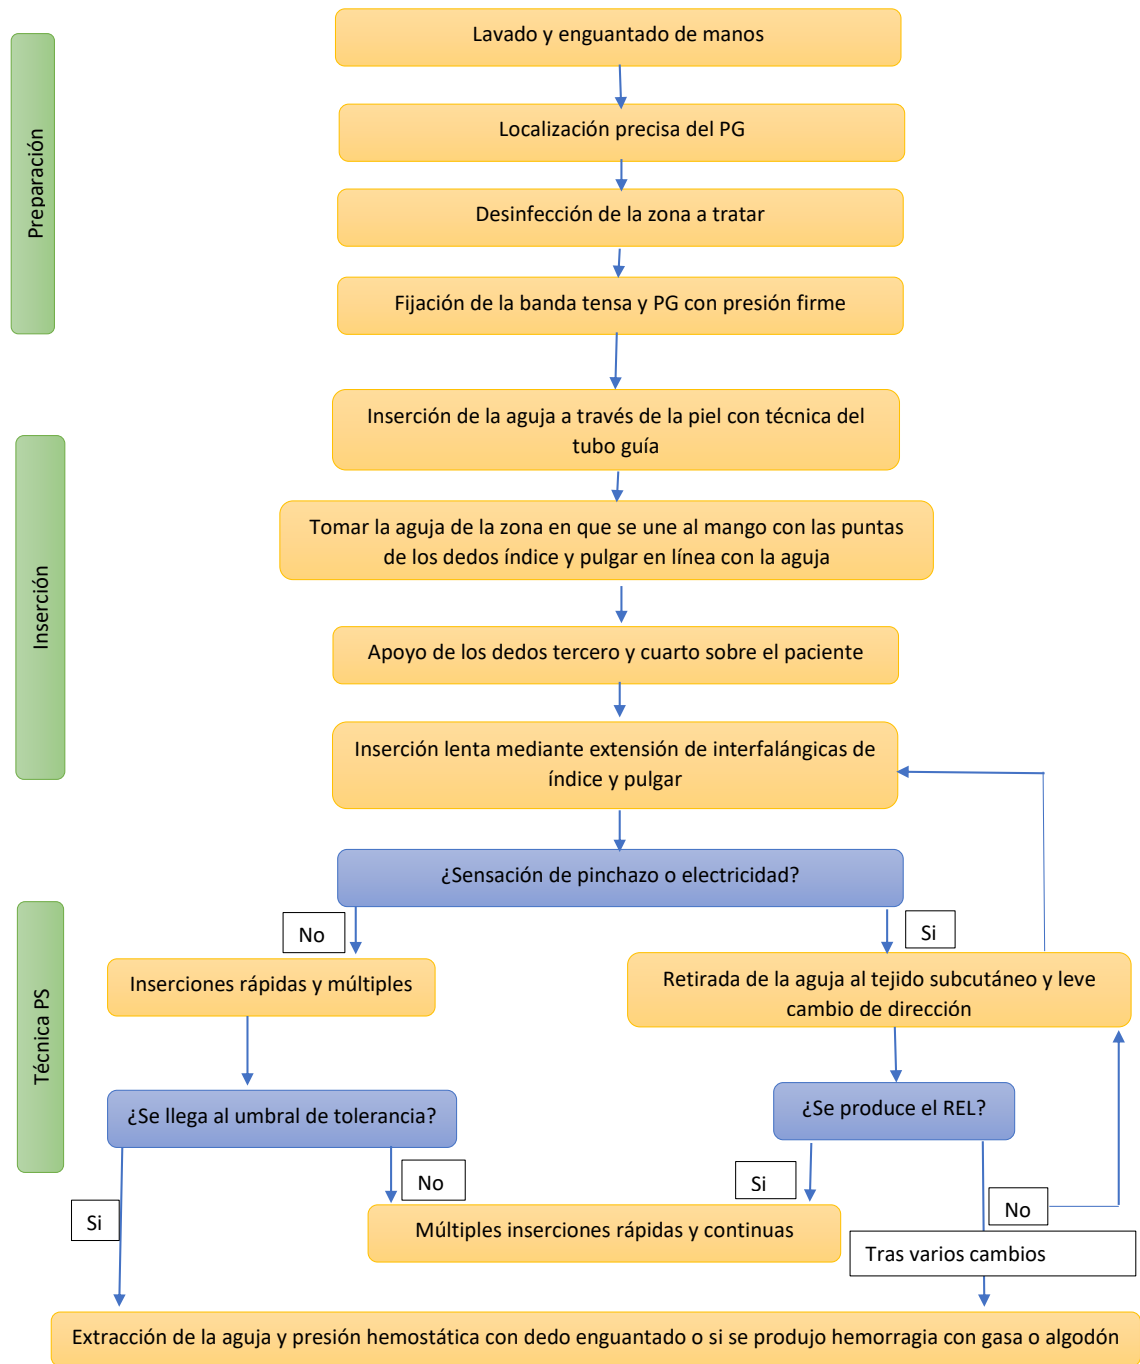 Preparación
Lavado y enguantado de manos
Localización precisa del PG
Desinfección de la zona a tratar
Fijación de la banda tensa y PG con presión firme
Inserción
Inserción de la aguja a través de la piel con técnica del
tubo guía
Tomar la aguja de la zona en que se une al mango con las puntas
de los dedos índice y pulgar en línea con la aguja
Apoyo de los dedos tercero y cuarto sobre el paciente
Inserción lenta mediante extensión de interfalángicas de
índice y pulgar
¿Sensación de pinchazo o electricidad?
Técnica PS
No
Si
Inserciones rápidas y múltiples
Retirada de la aguja al tejido subcutáneo y leve
cambio de dirección
¿Se llega al umbral de tolerancia?
¿Se produce el REL?
Si
No
Si
No
Múltiples inserciones rápidas y continuas
Tras varios cambios
Extracción de la aguja y presión hemostática con dedo enguantado o si se produjo hemorragia con gasa o algodón